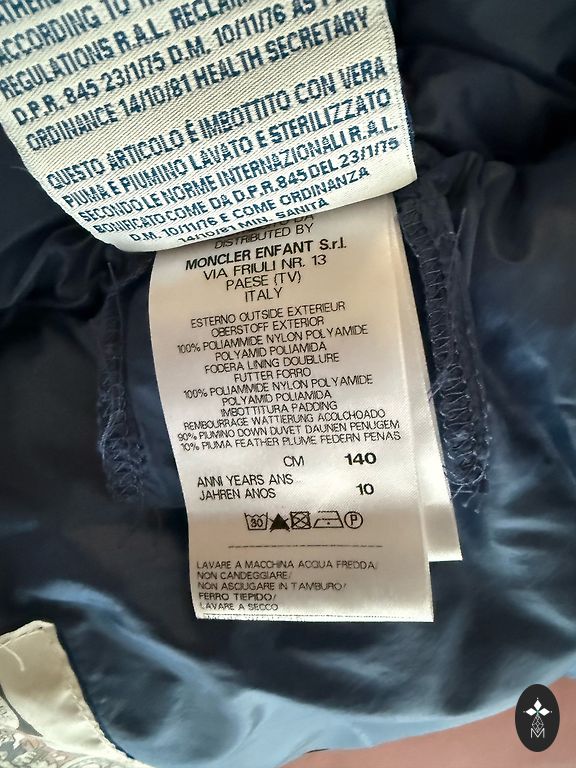 ACCORDING TO
REGULATIONS R.A.L. RECLAI
D.P.R. 845 23/1/75 D.M. 10/11/76 AS
ORDINANCE 14/10/81 HEALTH SECRETARY
QUESTO ARTICOLO È IMBOTTITO CON VERA
PIUMA E PIUMINO LAVATO E STERILIZZATO
SECONDO LE NORME INTERNAZIONALI R.A.L.
BONIFICATO COME DA D.P.R. 845 DEL 23/1/75
D.M. 10/11/76 E COME ORDINANZA
14/10/81 MIN. SANITA
DISTRIBUTED BY
MONCLER ENFANT S.r.l.
VIA FRIULI NR. 13
PAESE (TV)
ITALY
ESTERNO OUTSIDE EXTERIEUR
OBERSTOFF EXTERIOR
100% POLIAMMIDE NYLON POLYAMIDE
POLYAMID POLIAMIDA
FODERA LINING DOUBLURE
FUTTER FORRO
100% POLIAMMIDE NYLON POLYAMIDE
POLYAMID POLIAMIDA
IMBOTTITURA PADDING
REMBOURRAGE WATTIERUNG ACOLCHOADO
90% PIUMINO DOWN DUVET DAUNEN PENUGEM
10% PIUMA FEATHER PLUME FEDERN PENAS
CM 140
ANNI YEARS ANS
JAHREN ANOS 10
30 P
LAVARE A MACCHINA ACQUA FREDDA/
NON CANDEGGIARE/
NON ASCIUGARE IN TAMBURO/
FERRO TIEPIDO/
LAVARE A SECCO
M